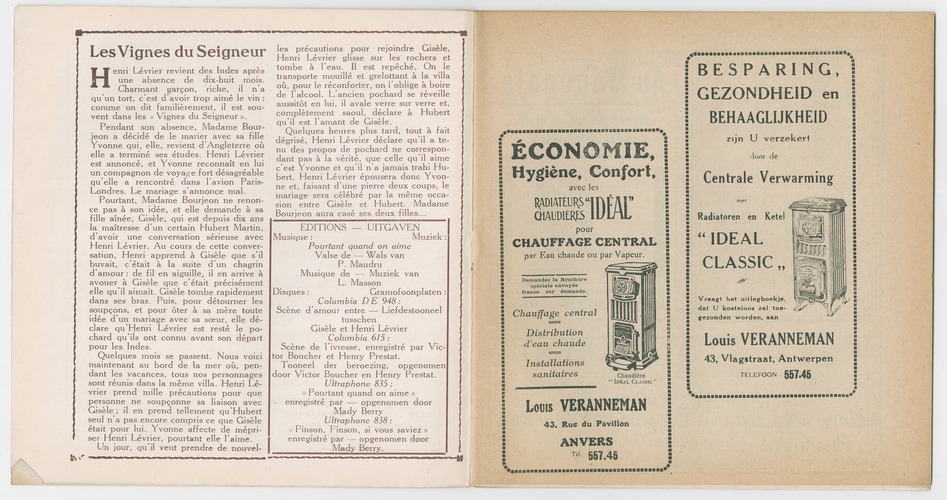 Les Vignes du Seigneur
Henri Lévrier revient des Indes après
une absence de dix-huit mois.
Charmant garçon, riche, il n'a
qu'un tort, c'est d'avoir trop aimé le vin :
comme on dit familièrement, il est sou-
vent dans les « Vignes du Seigneur ».
Pendant son absence, Madame Bour-
jeon a décidé de le marier avec sa fille
Yvonne qui, elle, revient d'Angleterre où
elle a terminé ses études. Henri Lévrier
est annoncé, et Yvonne reconnaît en lui
un compagnon de voyage fort désagréable
qu'elle a rencontré dans l'avion Paris-
Londres. Le mariage s'annonce mal.
Pourtant, Madame Bourjeon ne renon-
ce pas à son idée, et elle demande à sa
fille aînée, Gisèle, qui est depuis dix ans
la maîtresse d'un certain Hubert Martin,
d'avoir une conversation sérieuse avec
Henri Lévrier. Au cours de cette conver-
sation, Henri apprend à Gisèle que s'il
buvait, c'était à la suite d'un chagrin
d'amour : de fil en aiguille, il en arrive à
avouer à Gisèle que c'était précisément
elle qu'il aimait. Gisèle tombe rapidement
dans ses bras. Puis, pour détourner les
soupçons, et pour ôter à sa mère toute
idée d'un mariage avec sa sœur, elle dé-
clare qu'Henri Lévrier est resté le po-
chard qu'ils ont connu avant son départ
pour les Indes.
Quelques mois se passent. Nous voici
maintenant au bord de la mer où, pen-
dant les vacances, tous nos personnages
sont réunis dans la même villa. Henri Lé-
vrier prend mille précautions pour que
personne ne soupçonne sa liaison avec
Gisèle ; il en prend tellement qu'Hubert
seul n'a pas encore compris ce que Gisèle
était pour lui. Yvonne affecte de mépri-
ser Henri Lévrier, pourtant elle l'aime.
Un jour, qu'il veut prendre de nouvel-
les précautions pour rejoindre Gisèle,
Henri Lévrier glisse sur les rochers et
tombe à l'eau. Il est repêché. On le
transporte mouillé et grelottant à la villa
où, pour le réconforter, on l'oblige à boire
de l'alcool. L'ancien pochard se réveille
aussitôt en lui, il avale verre sur verre et,
complètement saoul, déclare à Hubert
qu'il est l'amant de Gisèle.
Quelques heures plus tard, tout à fait
dégrisé, Henri Lévrier déclare qu'il a te-
nu des propos de pochard ne correspon-
dant pas à la vérité, que celle qu'il aime
c'est Yvonne et qu'il n'a jamais trahi Hu-
bert. Henri Lévrier épousera donc Yvon-
ne et, faisant d'une pierre deux coups, le
mariage sera célébré par la même occa-
sion entre Gisèle et Hubert. Madame
Bourjeon aura casé ses deux filles...
EDITIONS — UITGAVEN
Musique : Muziek :
Pourtant quand on aime
Valse de — Wals van
P. Maudru
Musique de — Muziek van
L. Masson
Disques : Gramofoonplaten :
Columbia DE 948 :
Scène d'amour entre — Liefdestooneel
tusschen
Gisèle et Henri Lévrier
Columbia 615 :
Scène de l'ivresse, enregistré par Vic-
tor Boucher et Henry Prestat.
Tooneel der beroezing, opgenomen
door Victor Boucher en Henry Prestat.
Ultraphone 835 :
« Pourtant quand on aime »
enregistré par — opgenomen door
Mady Berry
Ultraphone 838 :
« Pinson, Pinson, si vous saviez »
enregistré par — opgenomen door
Mady Berry.
ÉCONOMIE,
Hygiène, Confort,
avec les
RADIATEURS
CHAUDIÈRES "IDÉAL"
pour
CHAUFFAGE CENTRAL
par Eau chaude ou par Vapeur.
Demandez la Brochure
spéciale envoyée
franco sur demande.
Chauffage central
Distribution
d'eau chaude
Installations
sanitaires
Chaudière
"IDEAL CLASSIC"
LOUIS VERANNEMAN
43, Rue du Pavillon
ANVERS
Tél. 557.45
BESPARING,
GEZONDHEID en
BEHAAGLIJKHEID
zijn U verzekert
door de
Centrale Verwarming
met
Radiatoren en Ketel
" IDEAL
CLASSIC „
Vraagt het uitlegboekje,
dat U kosteloos zal toe-
gezonden worden, aan
Louis VERANNEMAN
43, Vlagstraat, Antwerpen
TELEFOON 557.45